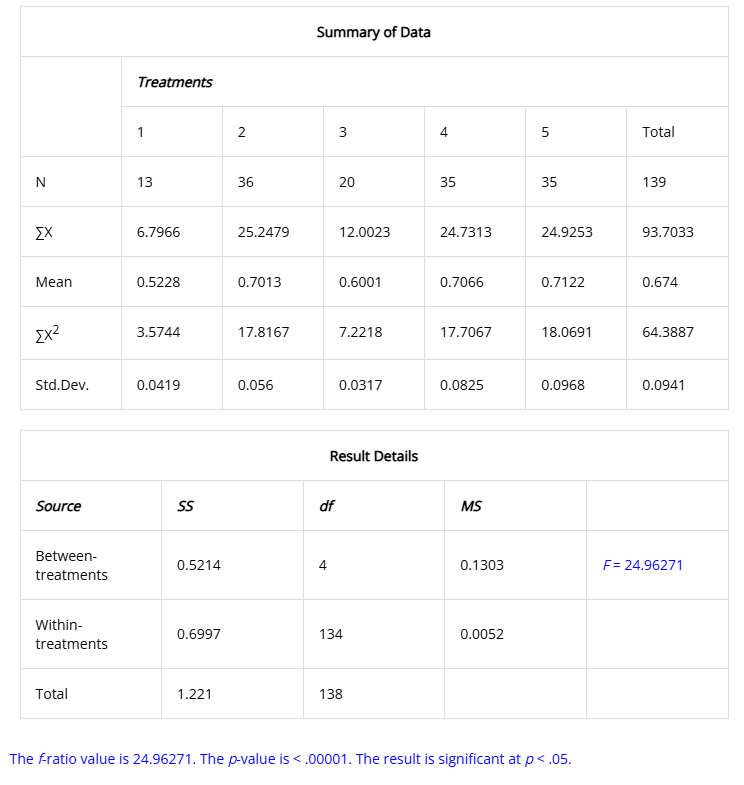 Summary of Data
Treatments
1 2 3 4 5 Total
N 13 36 20 35 35 139
∑X 6.7966 25.2479 12.0023 24.7313 24.9253 93.7033
Mean 0.5228 0.7013 0.6001 0.7066 0.7122 0.674
∑X² 3.5744 17.8167 7.2218 17.7067 18.0691 64.3887
Std.Dev. 0.0419 0.056 0.0317 0.0825 0.0968 0.0941
Result Details
Source SS df MS
Between-
treatments 0.5214 4 0.1303 F = 24.96271
Within-
treatments 0.6997 134 0.0052
Total 1.221 138
The f-ratio value is 24.96271. The p-value is < .00001. The result is significant at p < .05.